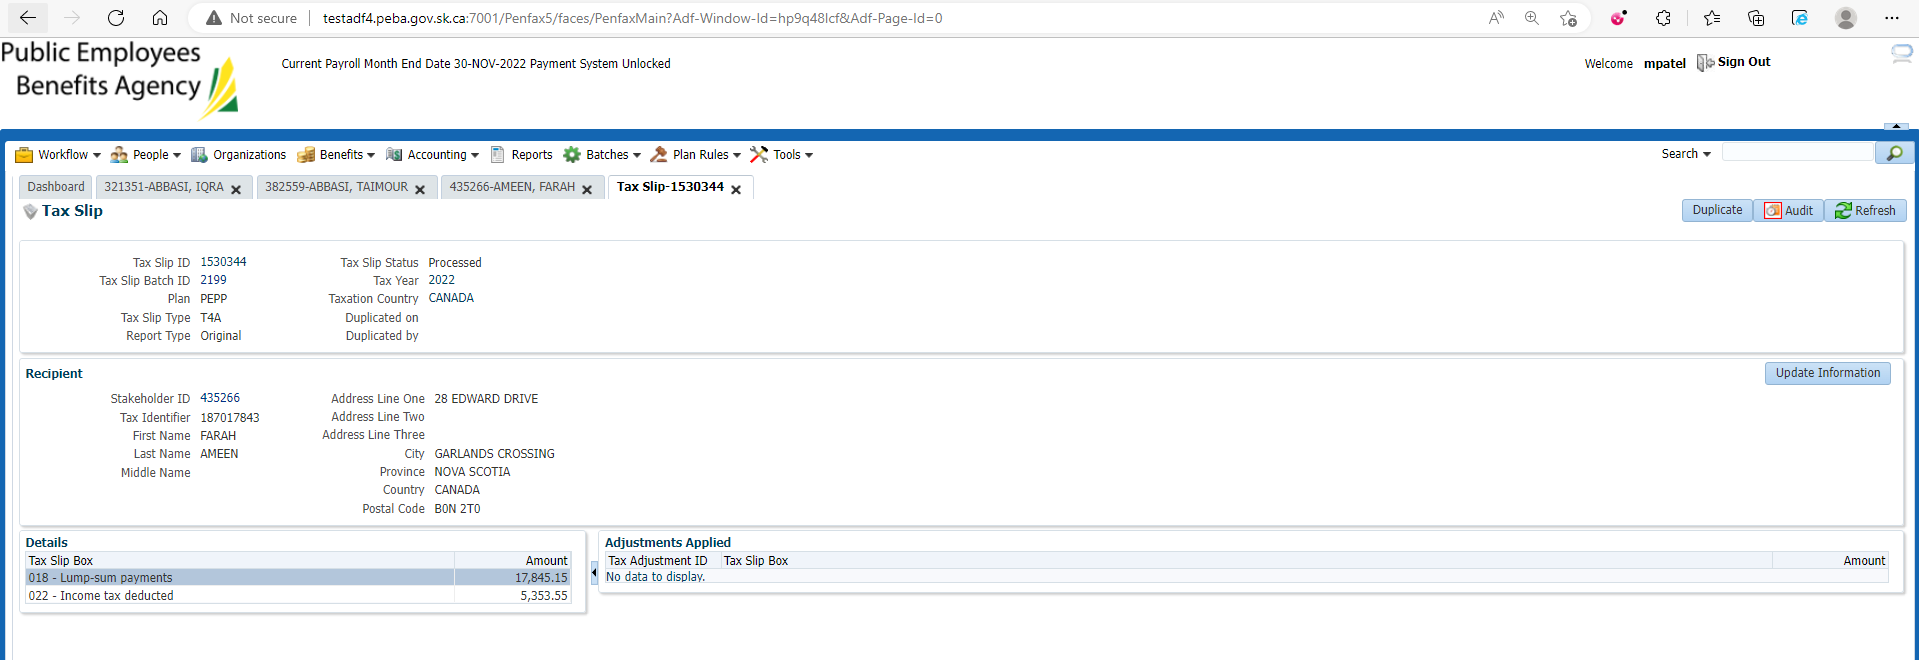 Not secure testadf4.peba.gov.sk.ca:7001/Penfax5/faces/PenfaxMain?Adf-Window-Id=hp9q48lcf&Adf-Page-Id=0
Public Employees
Benefits Agency
Current Payroll Month End Date 30-NOV-2022 Payment System Unlocked
Welcome mpatel Sign Out
Workflow People Organizations Benefits Accounting Reports Batches Plan Rules Tools Search
Dashboard 321351-ABBASI, IQRA 382559-ABBASI, TAIMOUR 435266-AMEEN, FARAH Tax Slip-1530344
Tax Slip Duplicate Audit Refresh
Tax Slip ID 1530344 Tax Slip Status Processed
Tax Slip Batch ID 2199 Tax Year 2022
Plan PEPP Taxation Country CANADA
Tax Slip Type T4A Duplicated on
Report Type Original Duplicated by
Recipient Update Information
Stakeholder ID 435266 Address Line One 28 EDWARD DRIVE
Tax Identifier 187017843 Address Line Two
First Name FARAH Address Line Three
Last Name AMEEN City GARLANDS CROSSING
Middle Name Province NOVA SCOTIA
Country CANADA
Postal Code B0N 2T0
Details Adjustments Applied
Tax Slip Box Amount Tax Adjustment ID Tax Slip Box Amount
018 - Lump-sum payments 17,845.15 No data to display.
022 - Income tax deducted 5,353.55